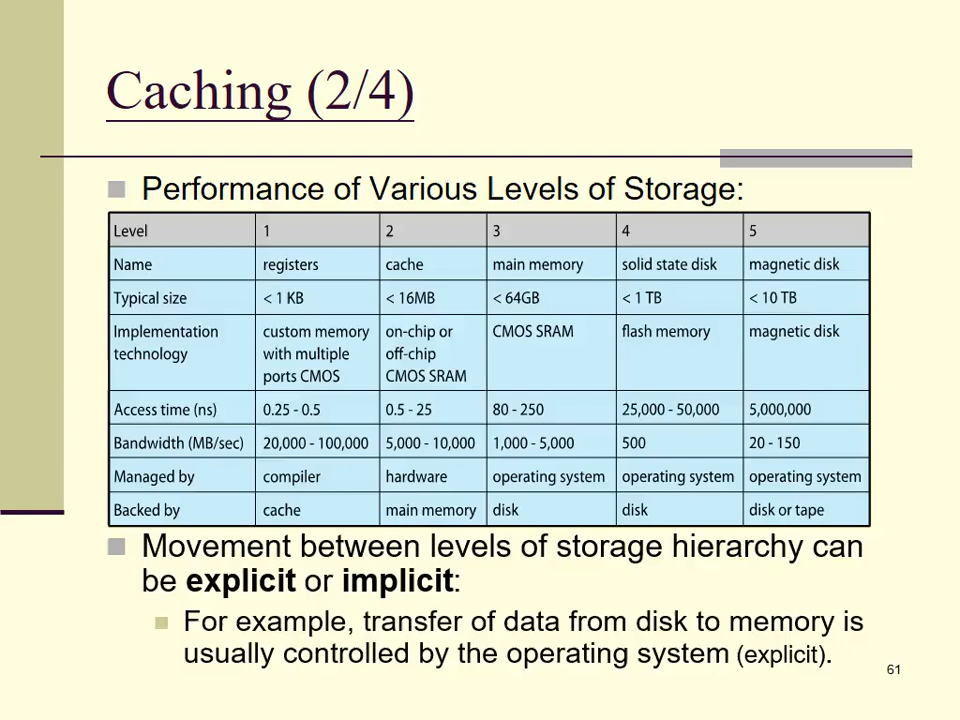 Caching (2/4)
Performance of Various Levels of Storage:
Level 1 2 3 4 5
Name registers cache main memory solid state disk magnetic disk
Typical size < 1 KB < 16MB < 64GB < 1 TB < 10 TB
Implementation custom memory on-chip or CMOS SRAM flash memory magnetic disk
technology with multiple off-chip
ports CMOS CMOS SRAM
Access time (ns) 0.25 - 0.5 0.5 - 25 80 - 250 25,000 - 50,000 5,000,000
Bandwidth (MB/sec) 20,000 - 100,000 5,000 - 10,000 1,000 - 5,000 500 20 - 150
Managed by compiler hardware operating system operating system operating system
Backed by cache main memory disk disk disk or tape
Movement between levels of storage hierarchy can
be explicit or implicit:
For example, transfer of data from disk to memory is
usually controlled by the operating system (explicit).
61